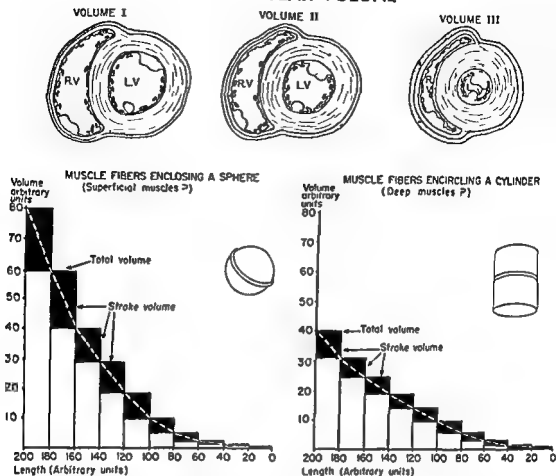 VOLUME I
VOLUME II
VOLUME III
RV
LV
RV
LV
R
MUSCLE FIBERS ENCLOSING A SPHERE
(Superficial muscles ?)
Volume
arbitrary
units
80
70
60
50
40
30
20
10
Total volume
Stroke volume
200 180 160 140 120 100 80 60 40 20 0
Length (Arbitrary units)
MUSCLE FIBERS ENCIRCLING A CYLINDER
(Deep muscles ?)
Volume
arbitrary
units
80
70
60
50
40
30
20
10
Total volume
Stroke volume
200 180 160 140 120 100 80 60 40 20 0
Length (Arbitrary units)